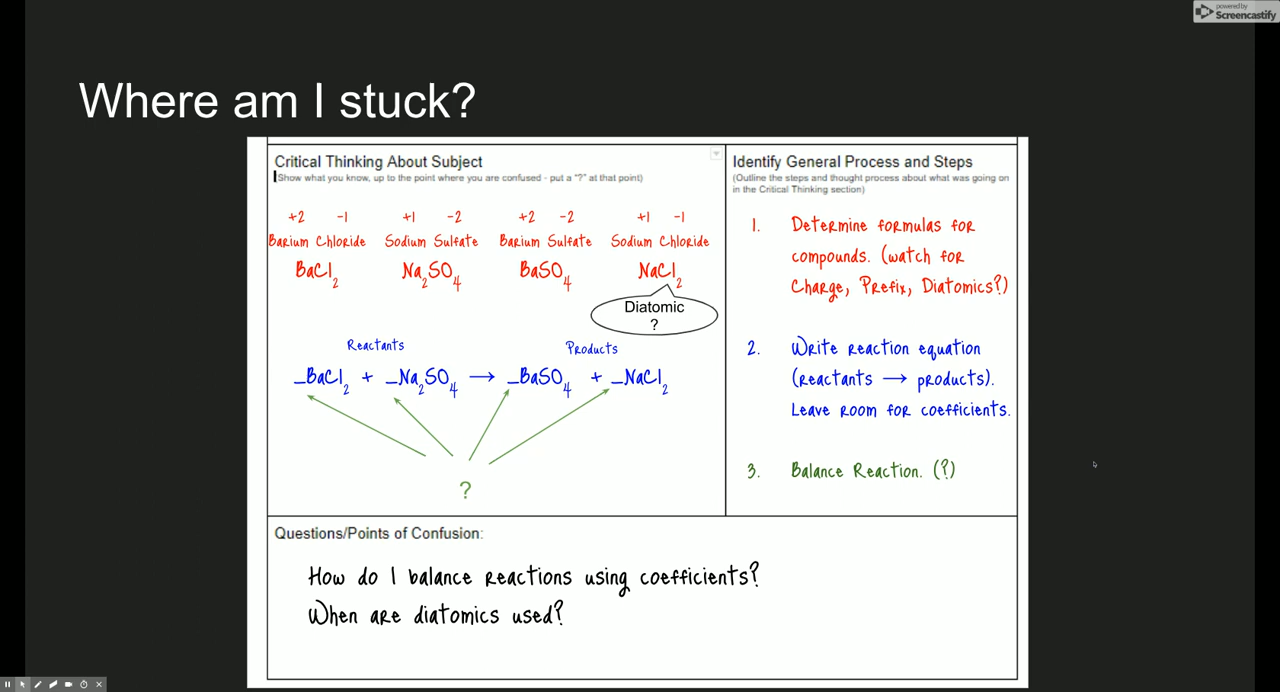 powered by
Screencastify
Where am I stuck?
Critical Thinking About Subject
(Show what you know, up to the point where you are confused - put a "?" at that point)
+2 -1 +1 -2 +2 -2 +1 -1
Barium Chloride Sodium Sulfate Barium Sulfate Sodium Chloride
BaCl₂ Na₂SO₄ BaSO₄ NaCl₂
Diatomic
?
Reactants Products
_BaCl₂ + _Na₂SO₄ → _BaSO₄ + _NaCl₂
?
Identify General Process and Steps
(Outline the steps and thought process about what was going on
in the Critical Thinking section)
1. Determine formulas for
compounds. (watch for
Charge, Prefix, Diatomics?)
2. Write reaction equation
(reactants → products).
Leave room for coefficients.
3. Balance Reaction. (?)
Questions/Points of Confusion:
How do I balance reactions using coefficients?
When are diatomics used?